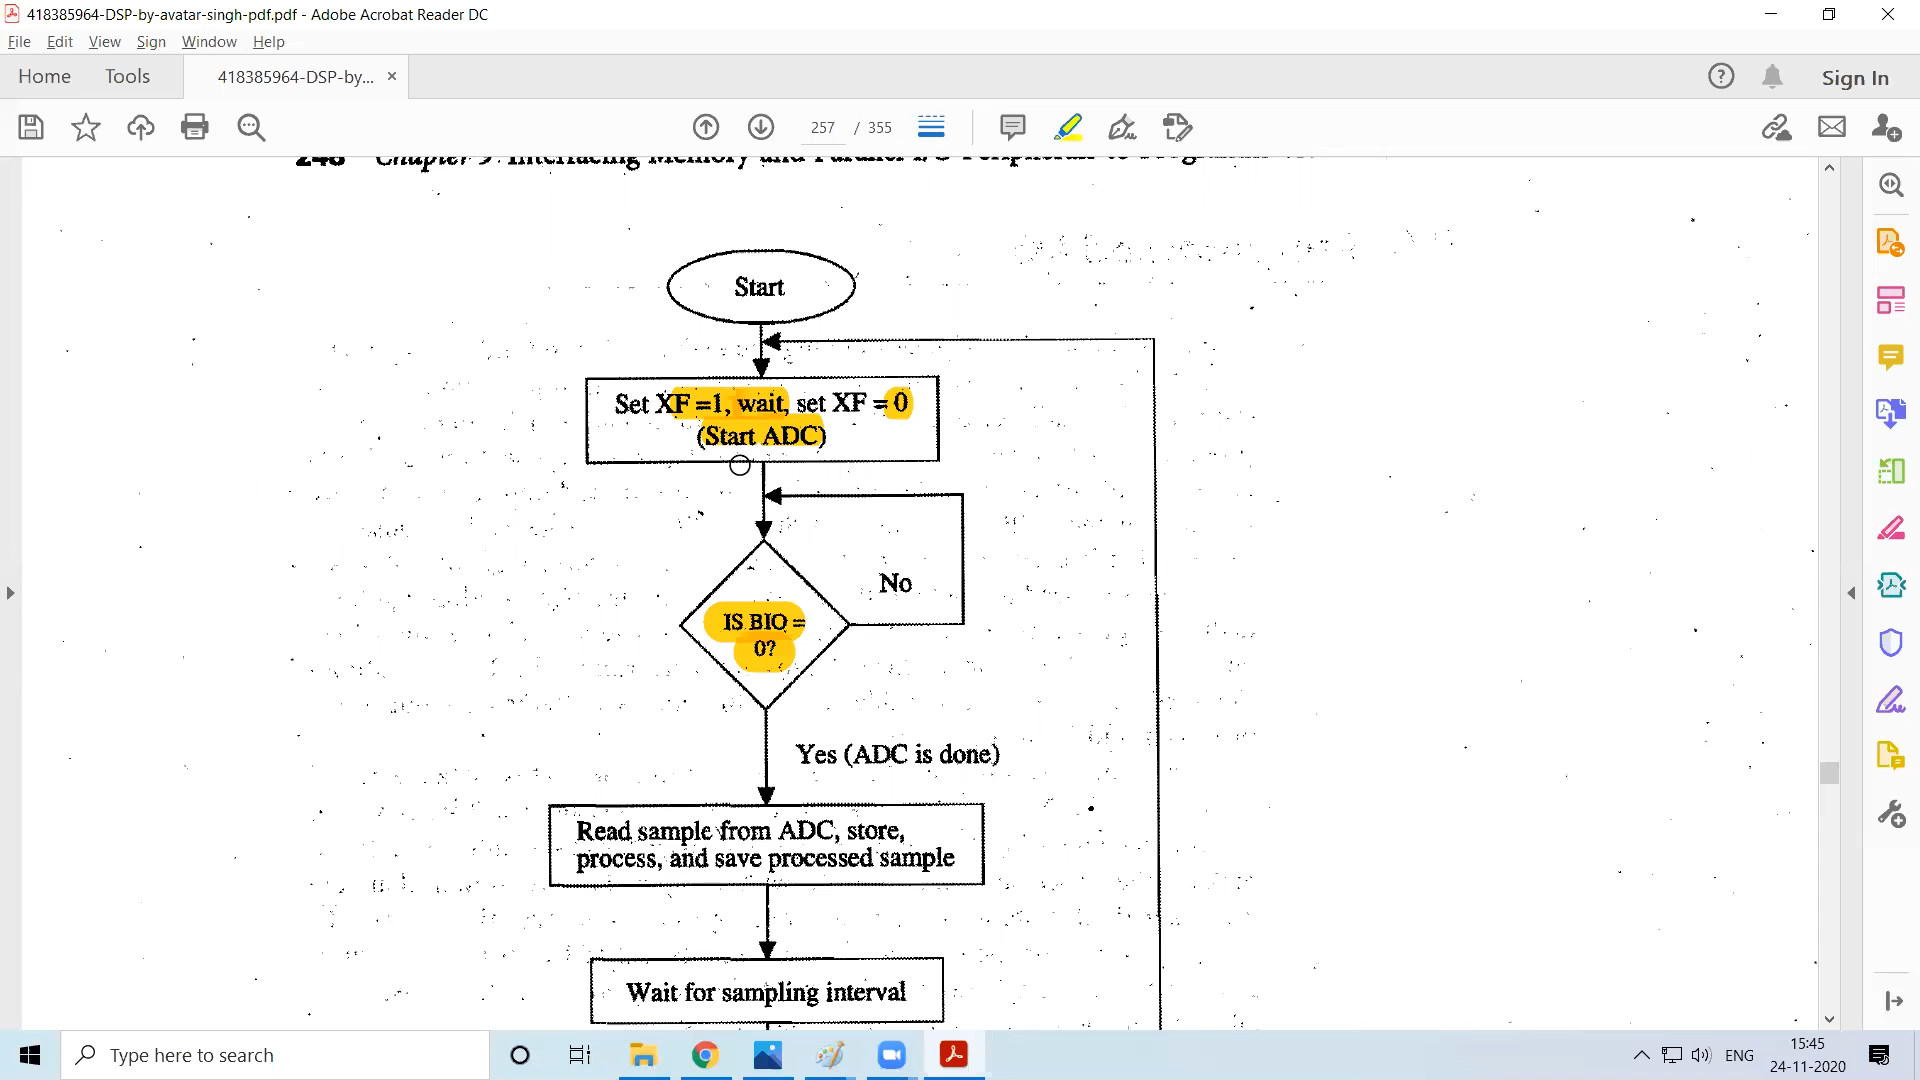 418385964-DSP-by-avatar-singh-pdf.pdf - Adobe Acrobat Reader DC
File Edit View Sign Window Help
Home Tools 418385964-DSP-by... × Sign In
257 / 355
Start
Set XF =1, wait, set XF = 0
(Start ADC)
No
IS BIO =
0?
Yes (ADC is done)
Read sample from ADC, store,
process, and save processed sample
Wait for sampling interval
Type here to search
ENG
15:45
24-11-2020